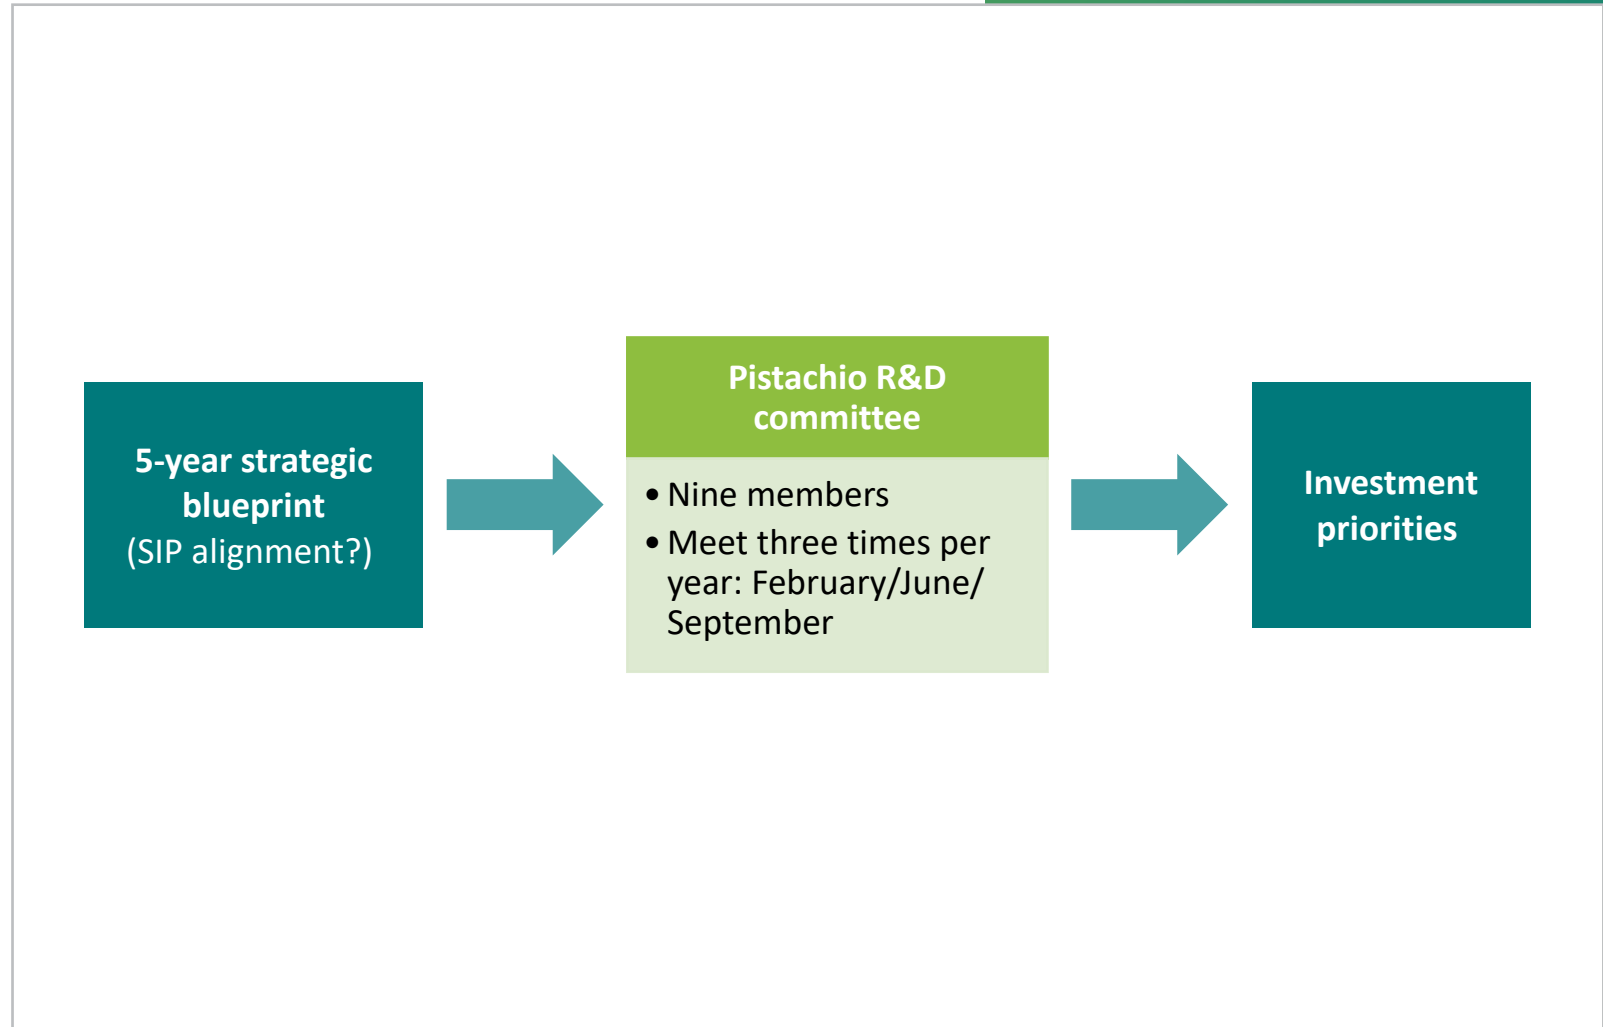 5-year strategic
blueprint
(SIP alignment?)
Pistachio R&D
committee
• Nine members
• Meet three times per
year: February/June/
September
Investment
priorities